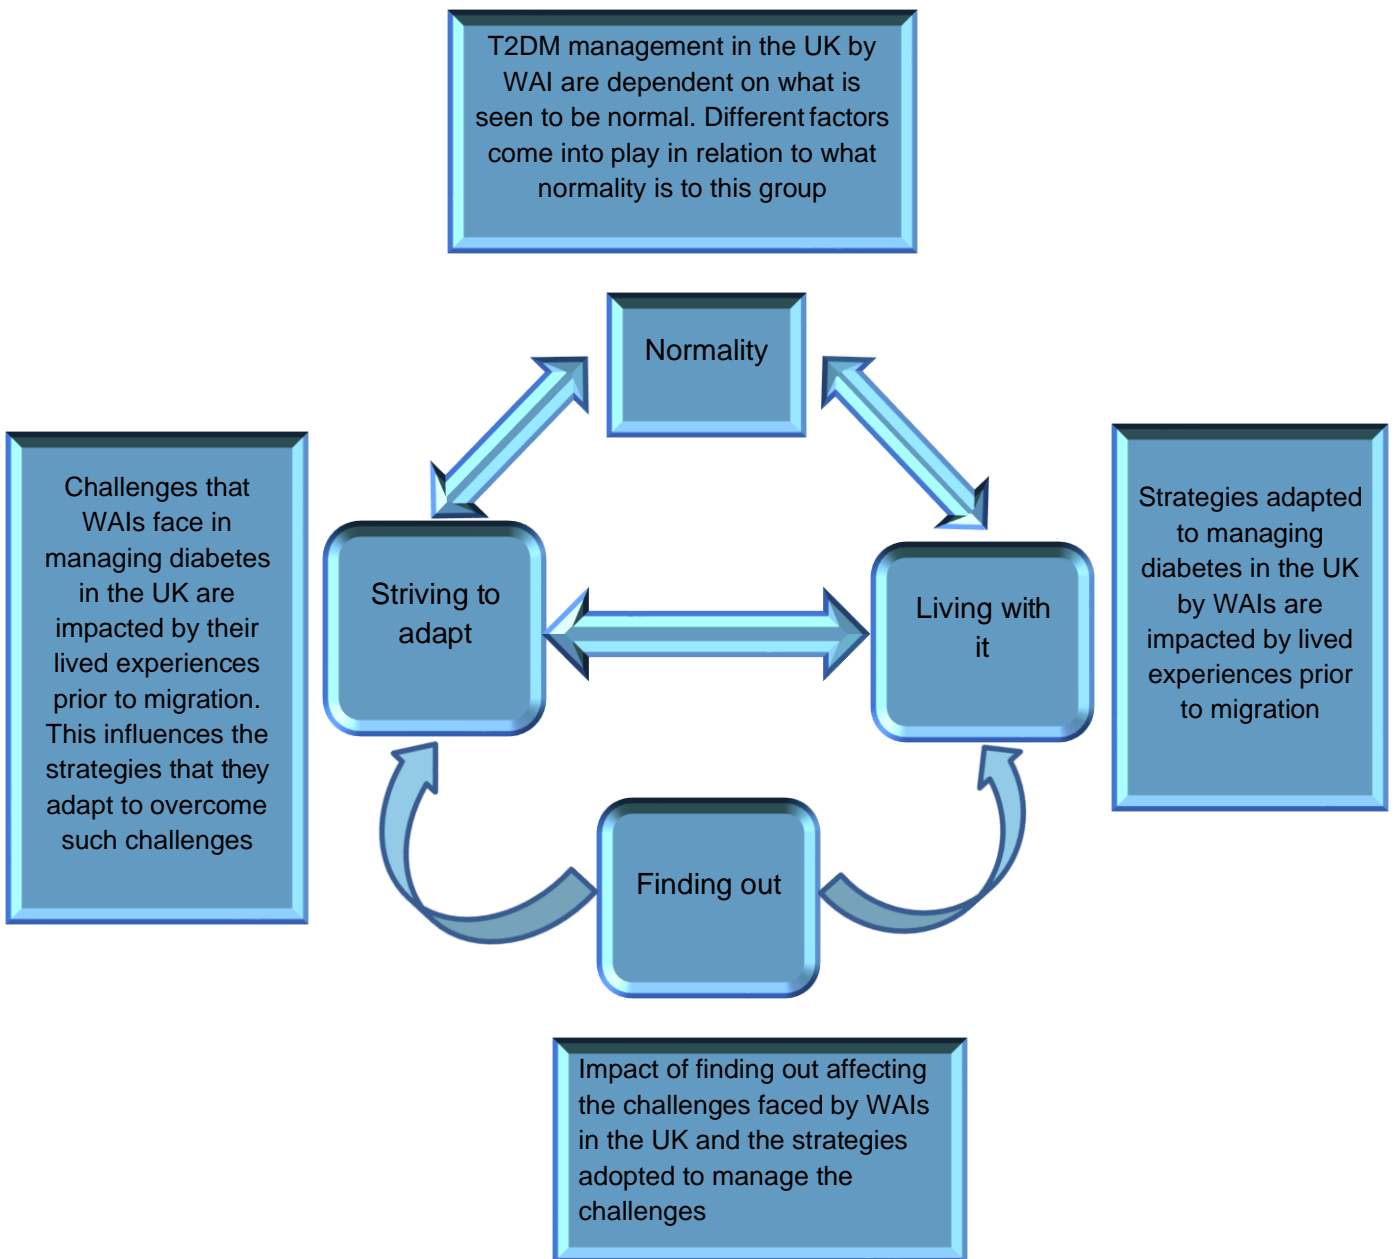 T2DM management in the UK by
WAI are dependent on what is
seen to be normal. Different factors
come into play in relation to what
normality is to this group
Normality
Challenges that
WAIs face in
managing diabetes
in the UK are
impacted by their
lived experiences
prior to migration.
This influences the
strategies that they
adapt to overcome
such challenges
Striving to
adapt
Living with
it
Strategies adapted
to managing
diabetes in the UK
by WAIs are
impacted by lived
experiences prior
to migration
Finding out
Impact of finding out affecting
the challenges faced by WAIs
in the UK and the strategies
adopted to manage the
challenges